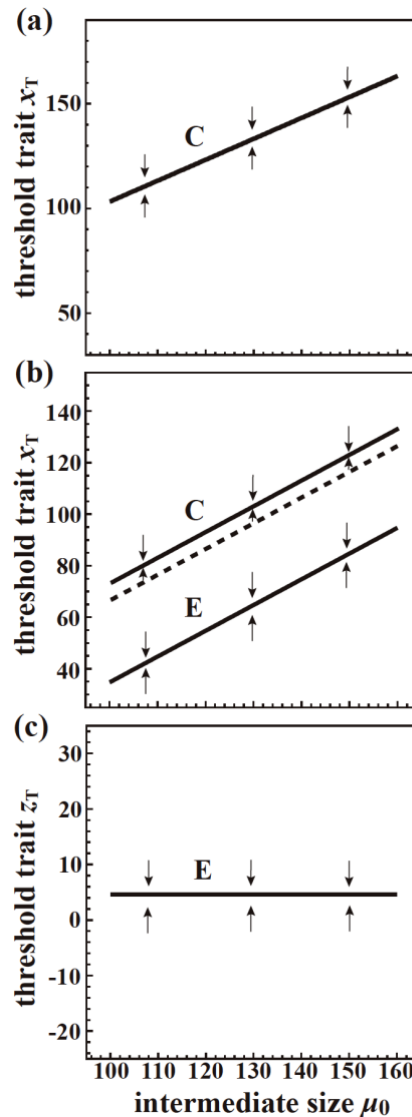 (a)
threshold trait xT
150
100
50
C
(b)
threshold trait xT
140
120
100
80
60
40
C
E
(c)
threshold trait zT
30
20
10
0
-10
-20
E
100 110 120 130 140 150 160
intermediate size μ0